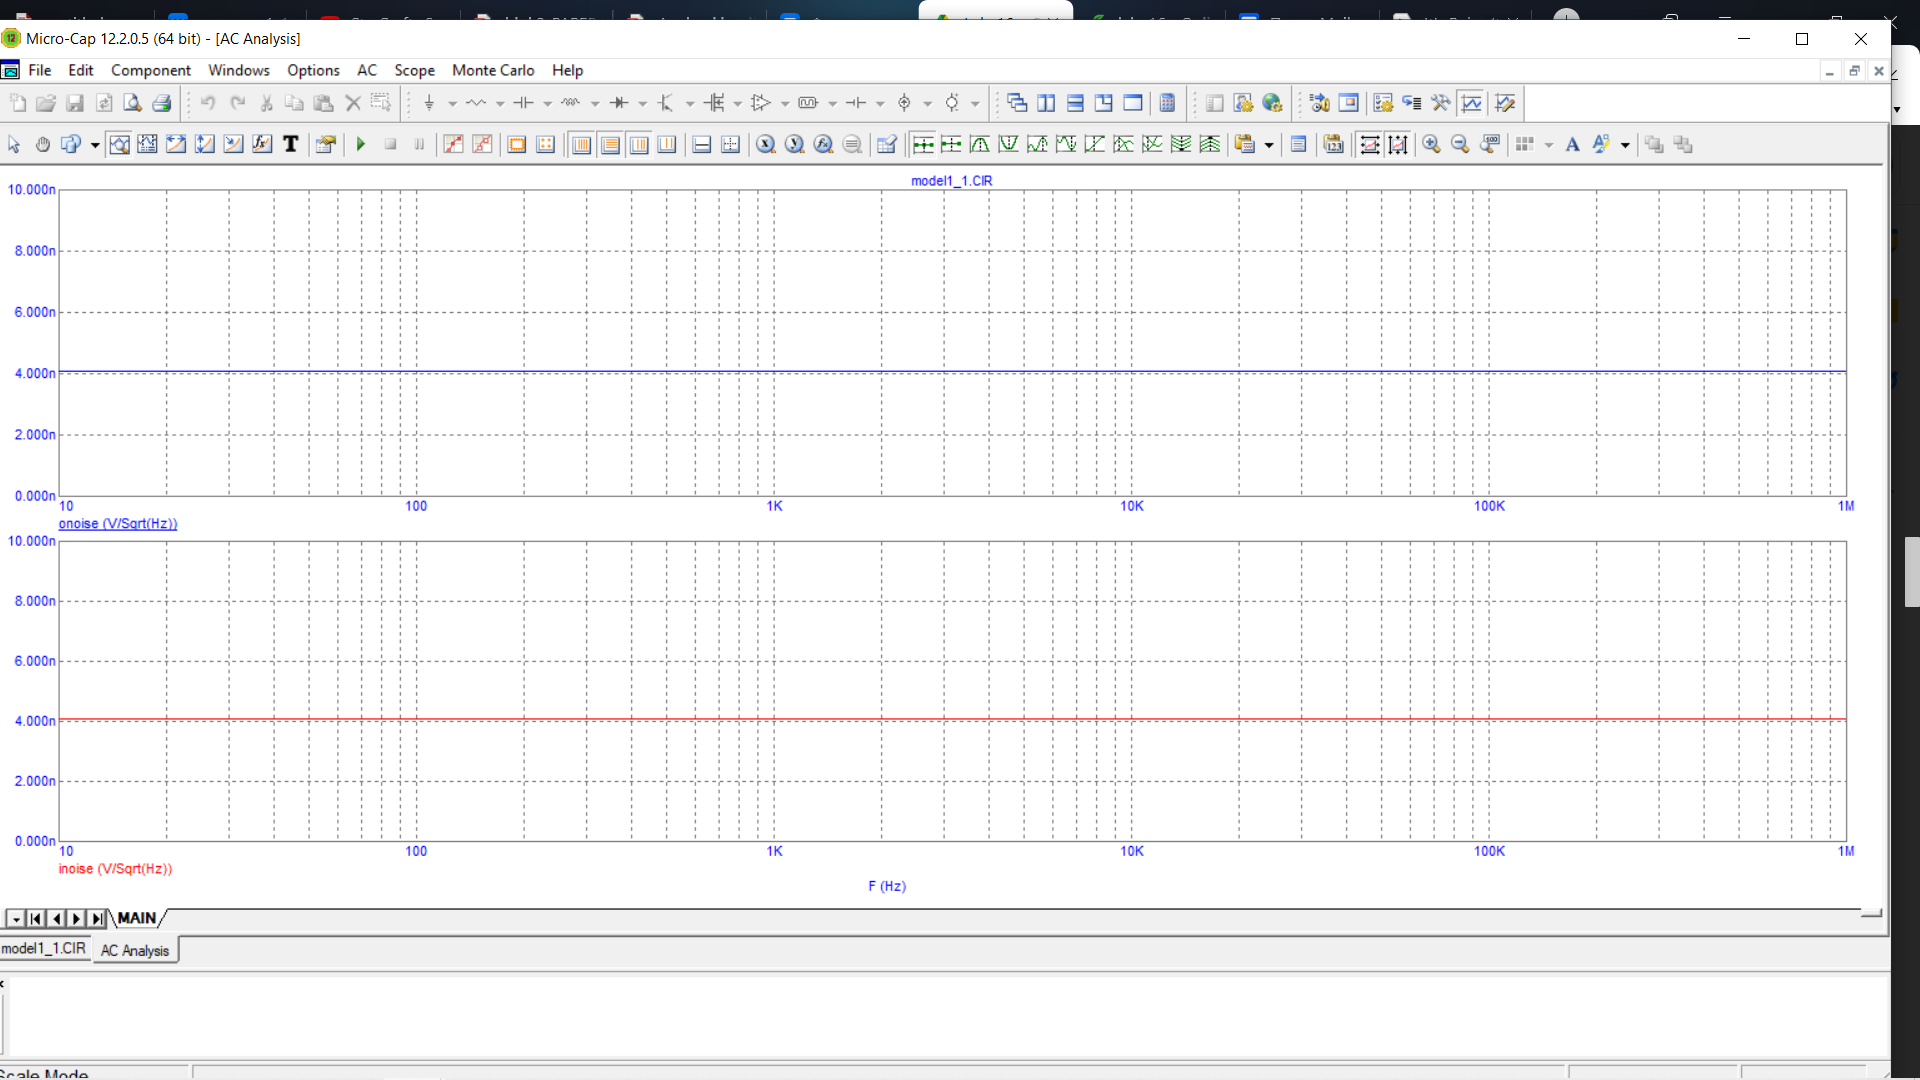 Micro-Cap 12.2.0.5 (64 bit) - [AC Analysis]
File Edit Component Windows Options AC Scope Monte Carlo Help
model1_1.CIR
10.000n
8.000n
6.000n
4.000n
2.000n
0.000n
10 100 1K 10K 100K 1M
onoise (V/Sqrt(Hz))
10.000n
8.000n
6.000n
4.000n
2.000n
0.000n
10 100 1K 10K 100K 1M
inoise (V/Sqrt(Hz))
F (Hz)
MAIN
model1_1.CIR AC Analysis
Scale Mode